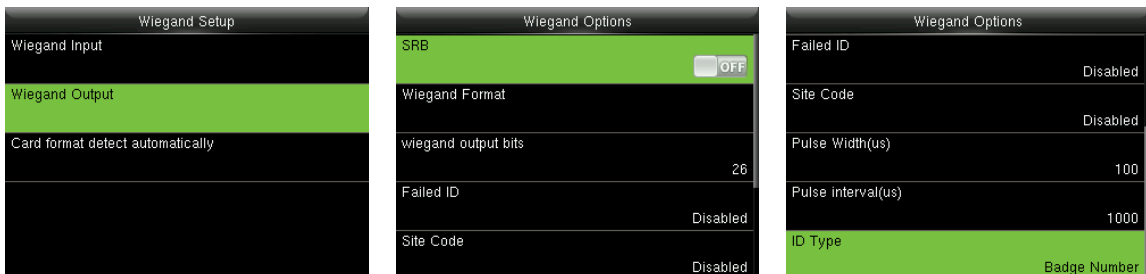 Wiegand Setup
Wiegand Input
Wiegand Output
Card format detect automatically
Wiegand Options
SRB
OFF
Wiegand Format
wiegand output bits
26
Failed ID
Disabled
Site Code
Disabled
Wiegand Options
Failed ID
Disabled
Site Code
Disabled
Pulse Width(us)
100
Pulse interval(us)
1000
ID Type
Badge Number